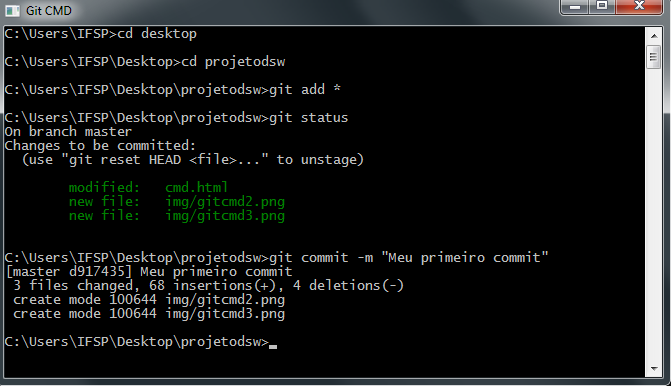 Git CMD
C:\Users\IFSP>cd desktop
C:\Users\IFSP\Desktop>cd projetodsw
C:\Users\IFSP\Desktop\projetodsw>git add *
C:\Users\IFSP\Desktop\projetodsw>git status
On branch master
Changes to be committed:
  (use "git reset HEAD <file>..." to unstage)
        modified:   cmd.html
        new file:   img/gitcmd2.png
        new file:   img/gitcmd3.png
C:\Users\IFSP\Desktop\projetodsw>git commit -m "Meu primeiro commit"
[master d917435] Meu primeiro commit
 3 files changed, 68 insertions(+), 4 deletions(-)
 create mode 100644 img/gitcmd2.png
 create mode 100644 img/gitcmd3.png
C:\Users\IFSP\Desktop\projetodsw>